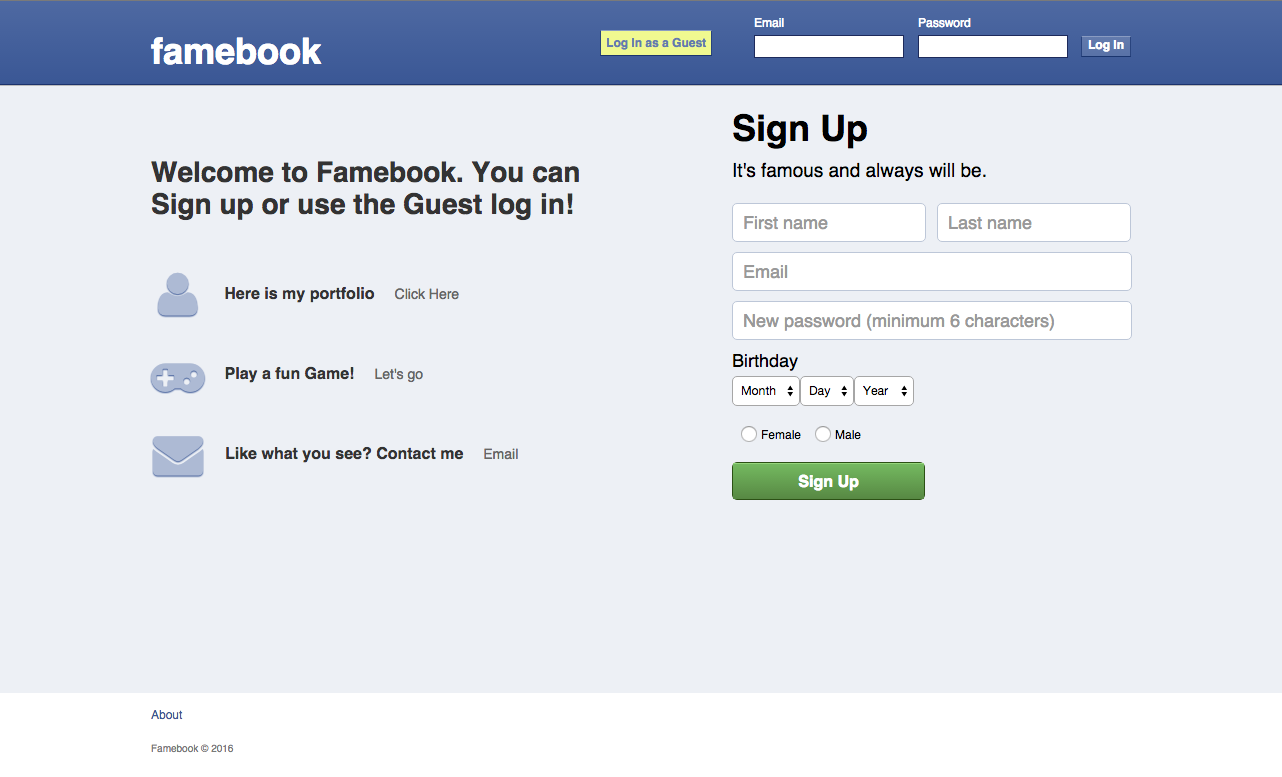 famebook
Log In as a Guest
Email
Password
Log In
Welcome to Famebook. You can
Sign up or use the Guest log in!
Here is my portfolio Click Here
Play a fun Game! Let's go
Like what you see? Contact me Email
Sign Up
It's famous and always will be.
First name Last name
Email
New password (minimum 6 characters)
Birthday
Month Day Year
Female Male
Sign Up
About
Famebook © 2016